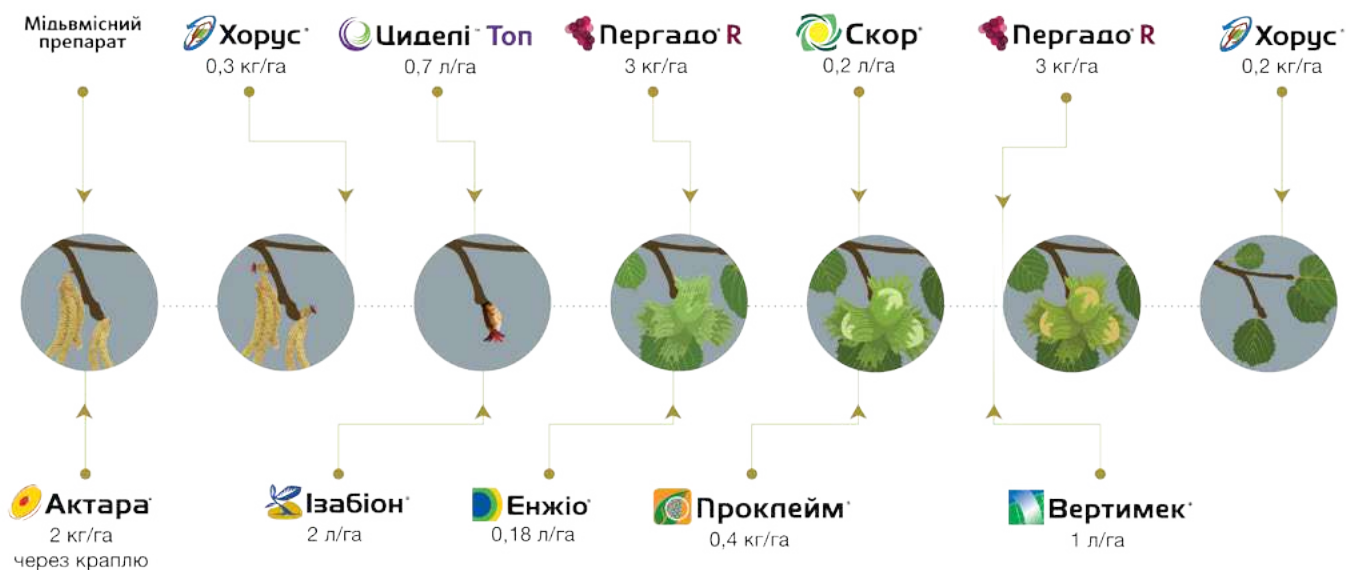 Мідьвмісний
препарат
Хорус®
0,3 кг/га
Циделі™ Топ
0,7 л/га
Пергадо® R
3 кг/га
Скор®
0,2 л/га
Пергадо® R
3 кг/га
Хорус®
0,2 кг/га
Актара®
2 кг/га
через краплю
Ізабіон®
2 л/га
Енжіо®
0,18 л/га
Проклейм®
0,4 кг/га
Вертимек®
1 л/га